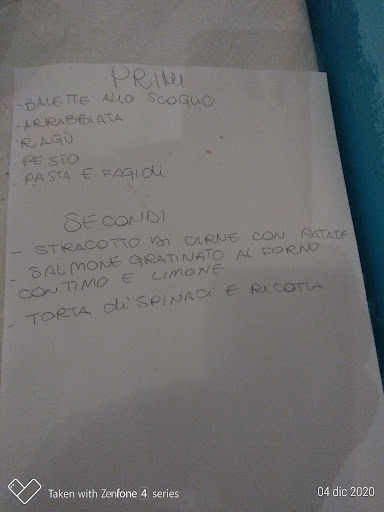 PRIMI
- BAVETTE ALLO SCOGLIO
- ARRABBIATA
RAGÙ
PESTO
PASTA E FAGIOLI
SECONDI
- STRACOTTO DI CARNE CON PATATE
- SALMONE GRATINATO AL FORNO
CON TIMO E LIMONE
- TORTA di SPINACI E RICOTTA
Taken with Zenfone 4 series
04 dic 2020